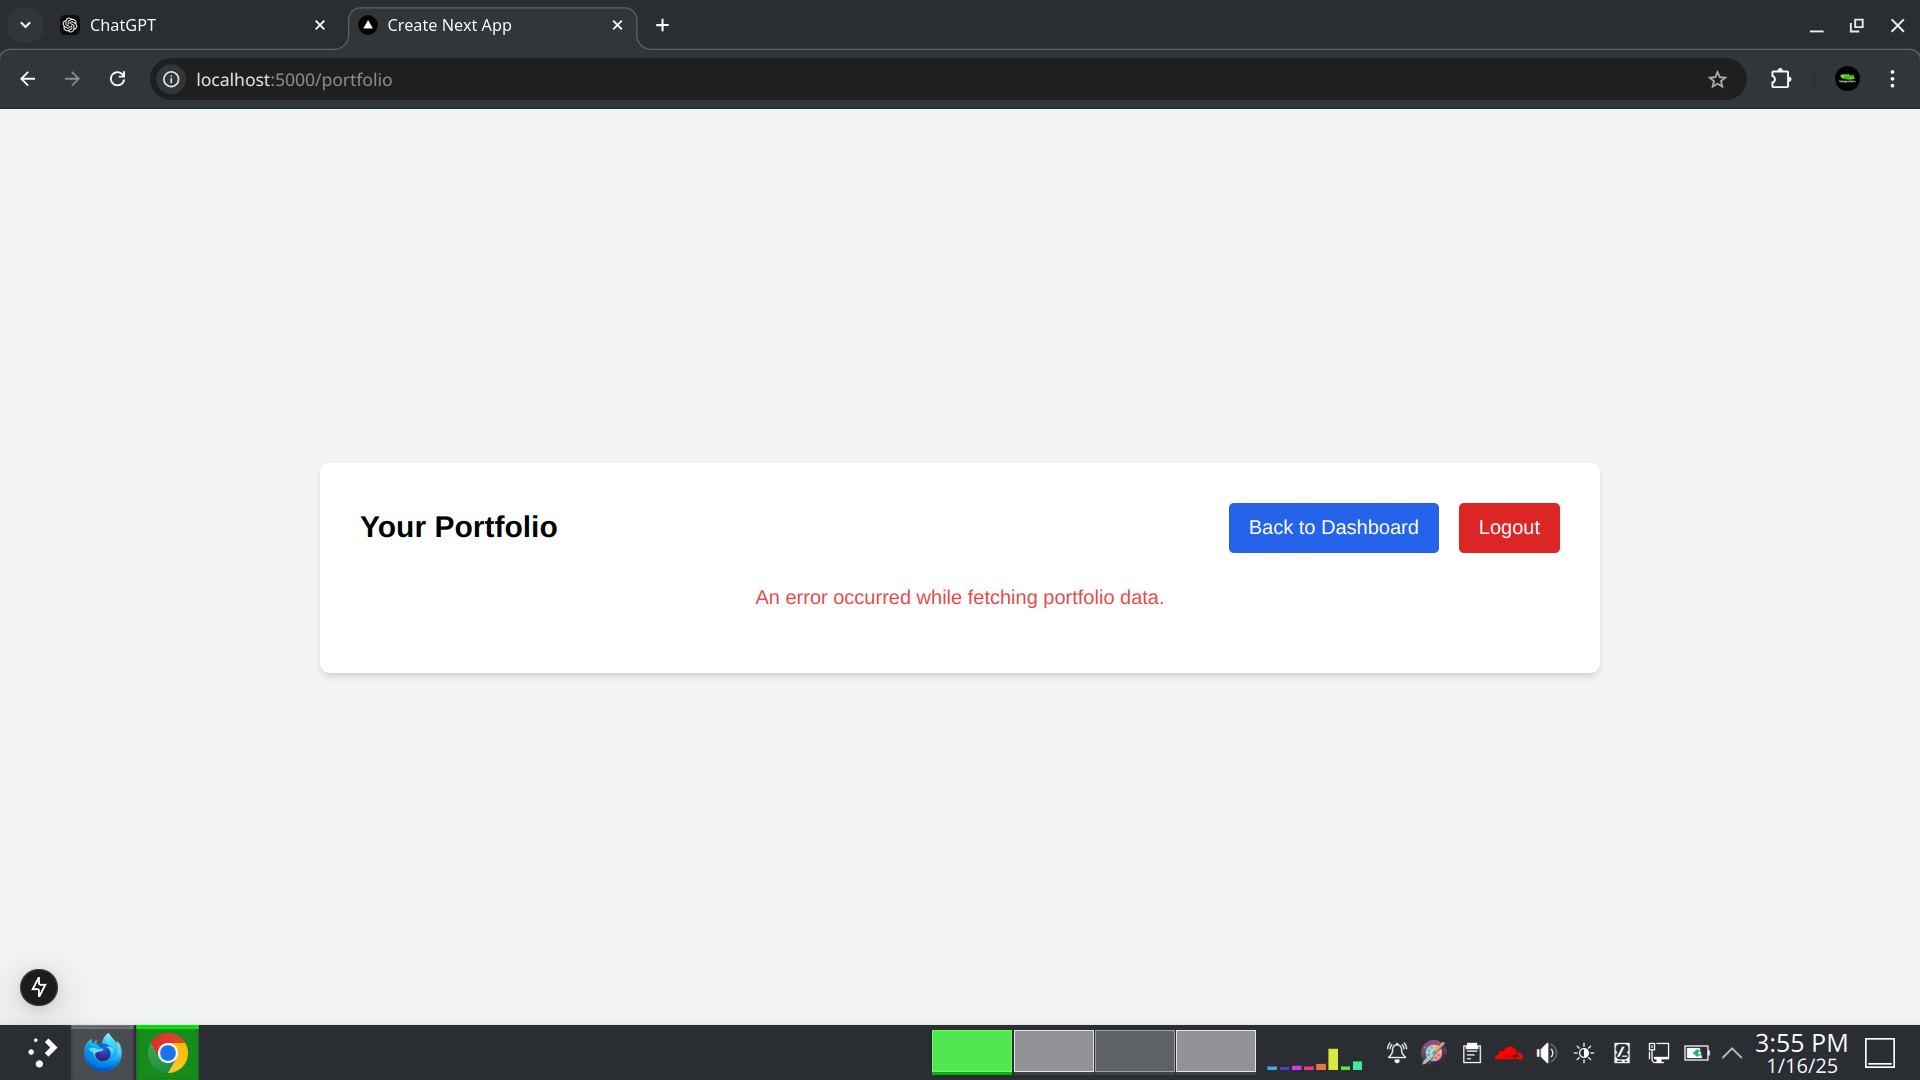 ChatGPT
Create Next App
localhost:5000/portfolio
Your Portfolio
Back to Dashboard
Logout
An error occurred while fetching portfolio data.
3:55 PM
1/16/25